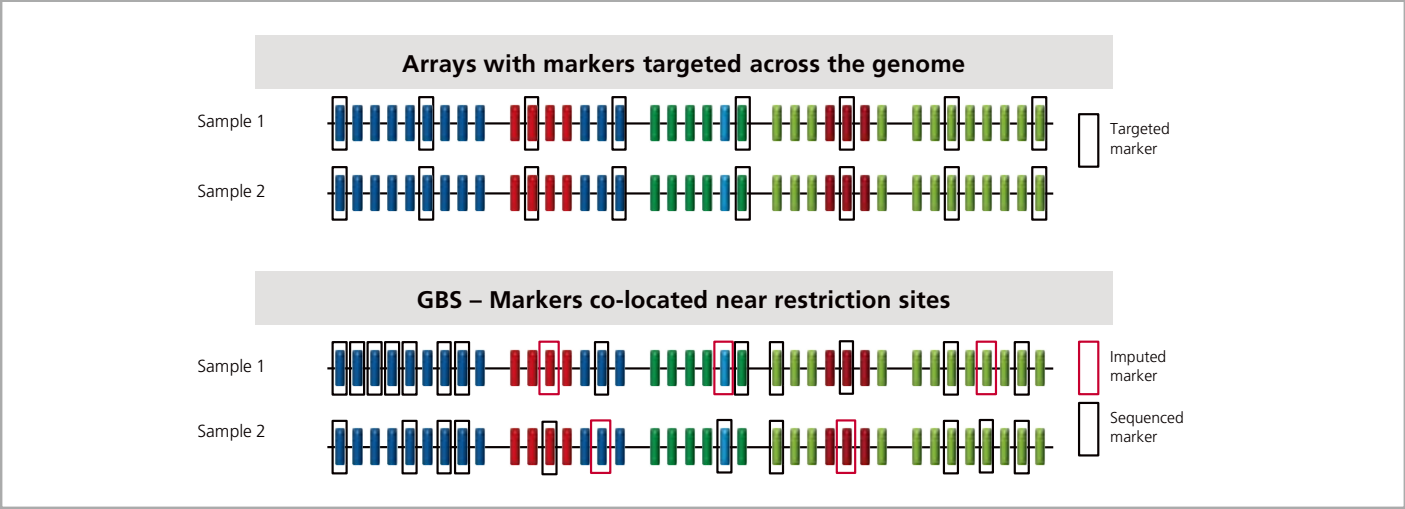 Arrays with markers targeted across the genome
Sample 1
Targeted
marker
Sample 2
GBS – Markers co-located near restriction sites
Sample 1
Imputed
marker
Sample 2
Sequenced
marker